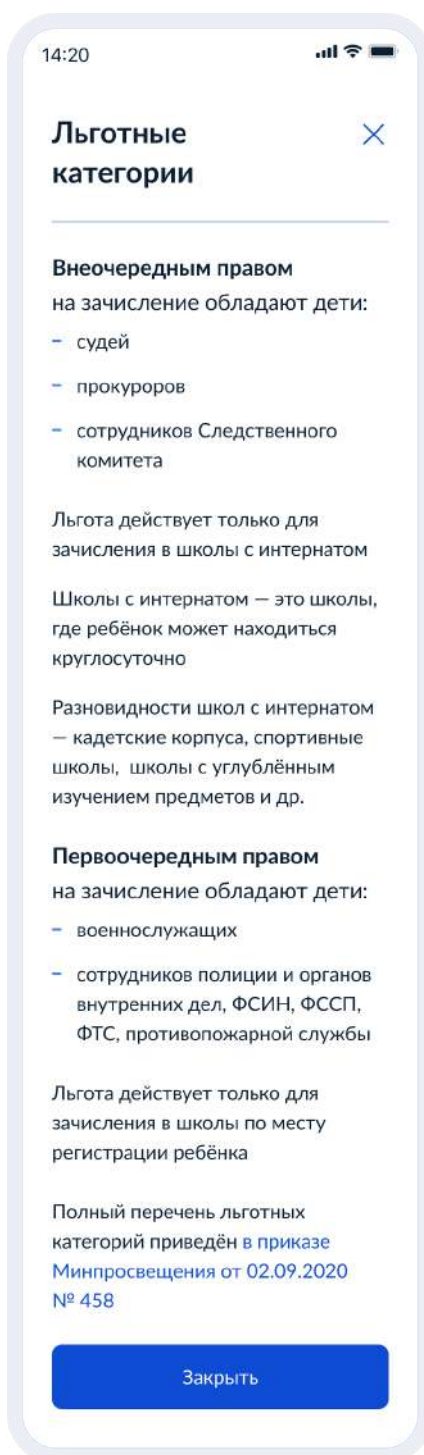 14:20
Льготные
категории
Внеочередным правом
на зачисление обладают дети:
– судей
– прокуроров
– сотрудников Следственного
комитета
Льгота действует только для
зачисления в школы с интернатом
Школы с интернатом — это школы,
где ребёнок может находиться
круглосуточно
Разновидности школ с интернатом
— кадетские корпуса, спортивные
школы,  школы с углублённым
изучением предметов и др.
Первоочередным правом
на зачисление обладают дети:
– военнослужащих
– сотрудников полиции и органов
внутренних дел, ФСИН, ФССП,
ФТС, противопожарной службы
Льгота действует только для
зачисления в школы по месту
регистрации ребёнка
Полный перечень льготных
категорий приведён в приказе
Минпросвещения от 02.09.2020
№ 458
Закрыть